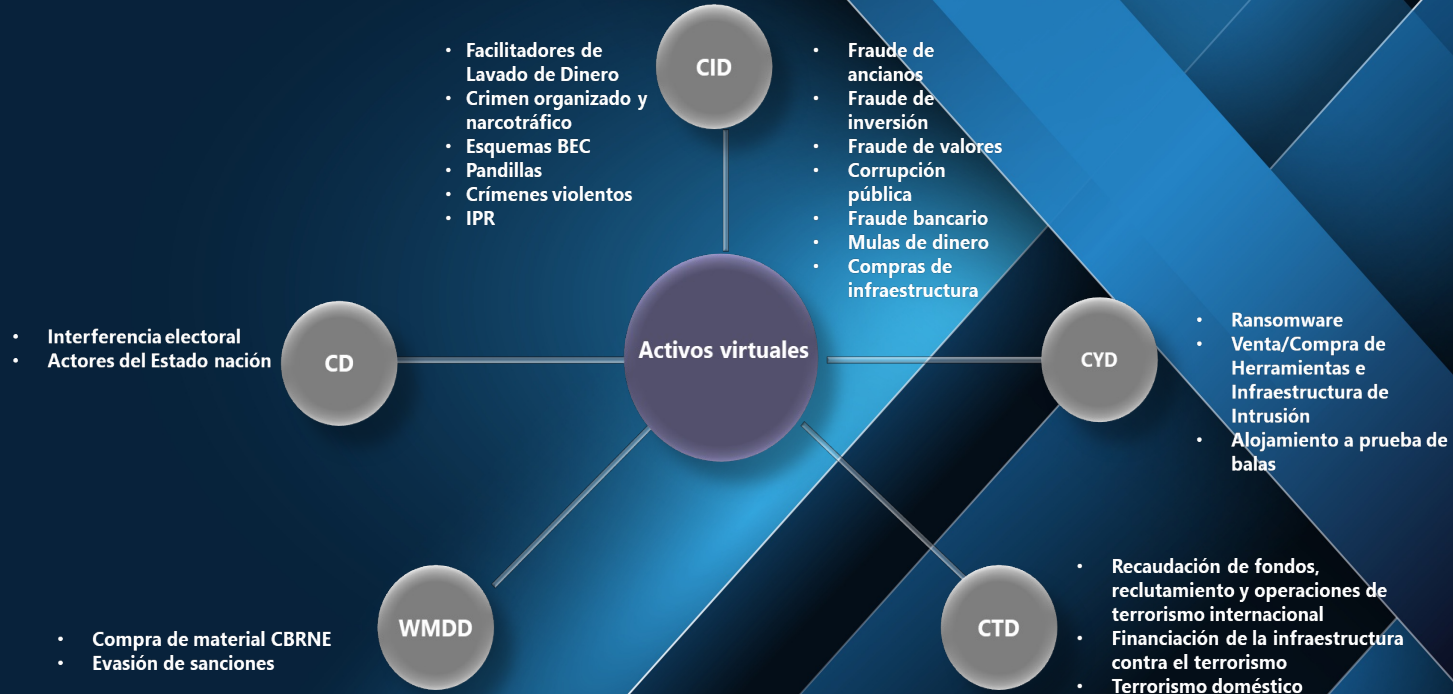 CID
• Facilitadores de
Lavado de Dinero
• Crimen organizado y
narcotráfico
• Esquemas BEC
• Pandillas
• Crímenes violentos
• IPR
• Fraude de
ancianos
• Fraude de
inversión
• Fraude de valores
• Corrupción
pública
• Fraude bancario
• Mulas de dinero
• Compras de
infraestructura
Activos virtuales
• Interferencia electoral
• Actores del Estado nación
CD
CYD
• Ransomware
• Venta/Compra de
Herramientas e
Infraestructura de
Intrusión
• Alojamiento a prueba de
balas
• Compra de material CBRNE
• Evasión de sanciones
WMDD
CTD
• Recaudación de fondos,
reclutamiento y operaciones de
terrorismo internacional
• Financiación de la infraestructura
contra el terrorismo
• Terrorismo doméstico